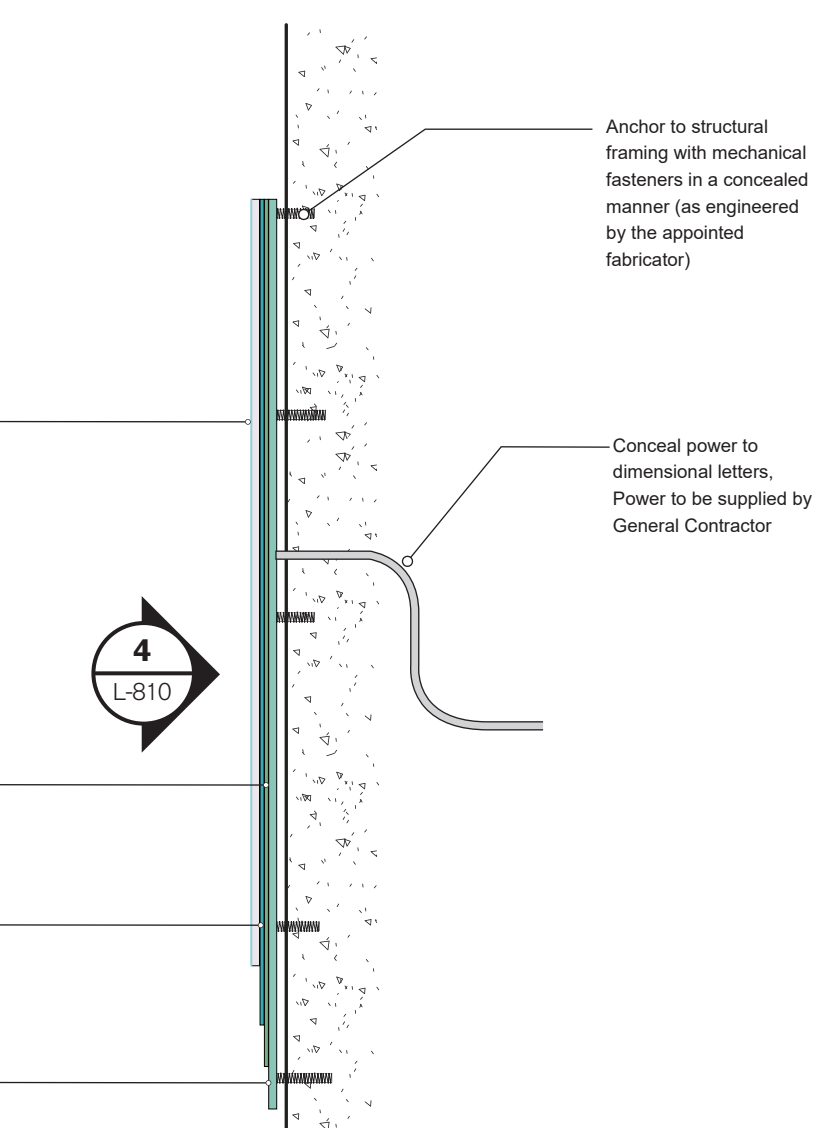 Anchor to structural
framing with mechanical
fasteners in a concealed
manner (as engineered
by the appointed
fabricator)
Conceal power to
dimensional letters,
Power to be supplied by
General Contractor
4
L-810